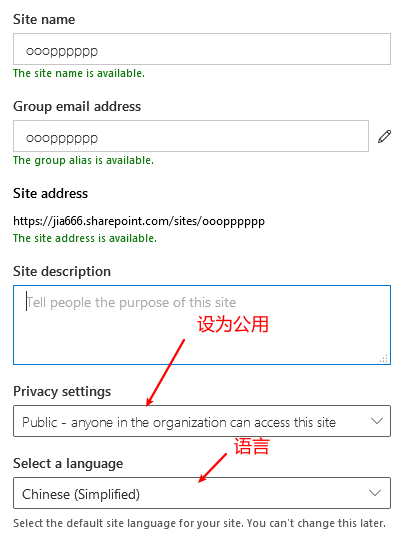 Site name
ooopppppp
The site name is available.
Group email address
ooopppppp
The group alias is available.
Site address
https://jia666.sharepoint.com/sites/ooopppppp
The site address is available.
Site description
Tell people the purpose of this site
设为公用
Privacy settings
Public - anyone in the organization can access this site
语言
Select a language
Chinese (Simplified)
Select the default site language for your site. You can't change this later.